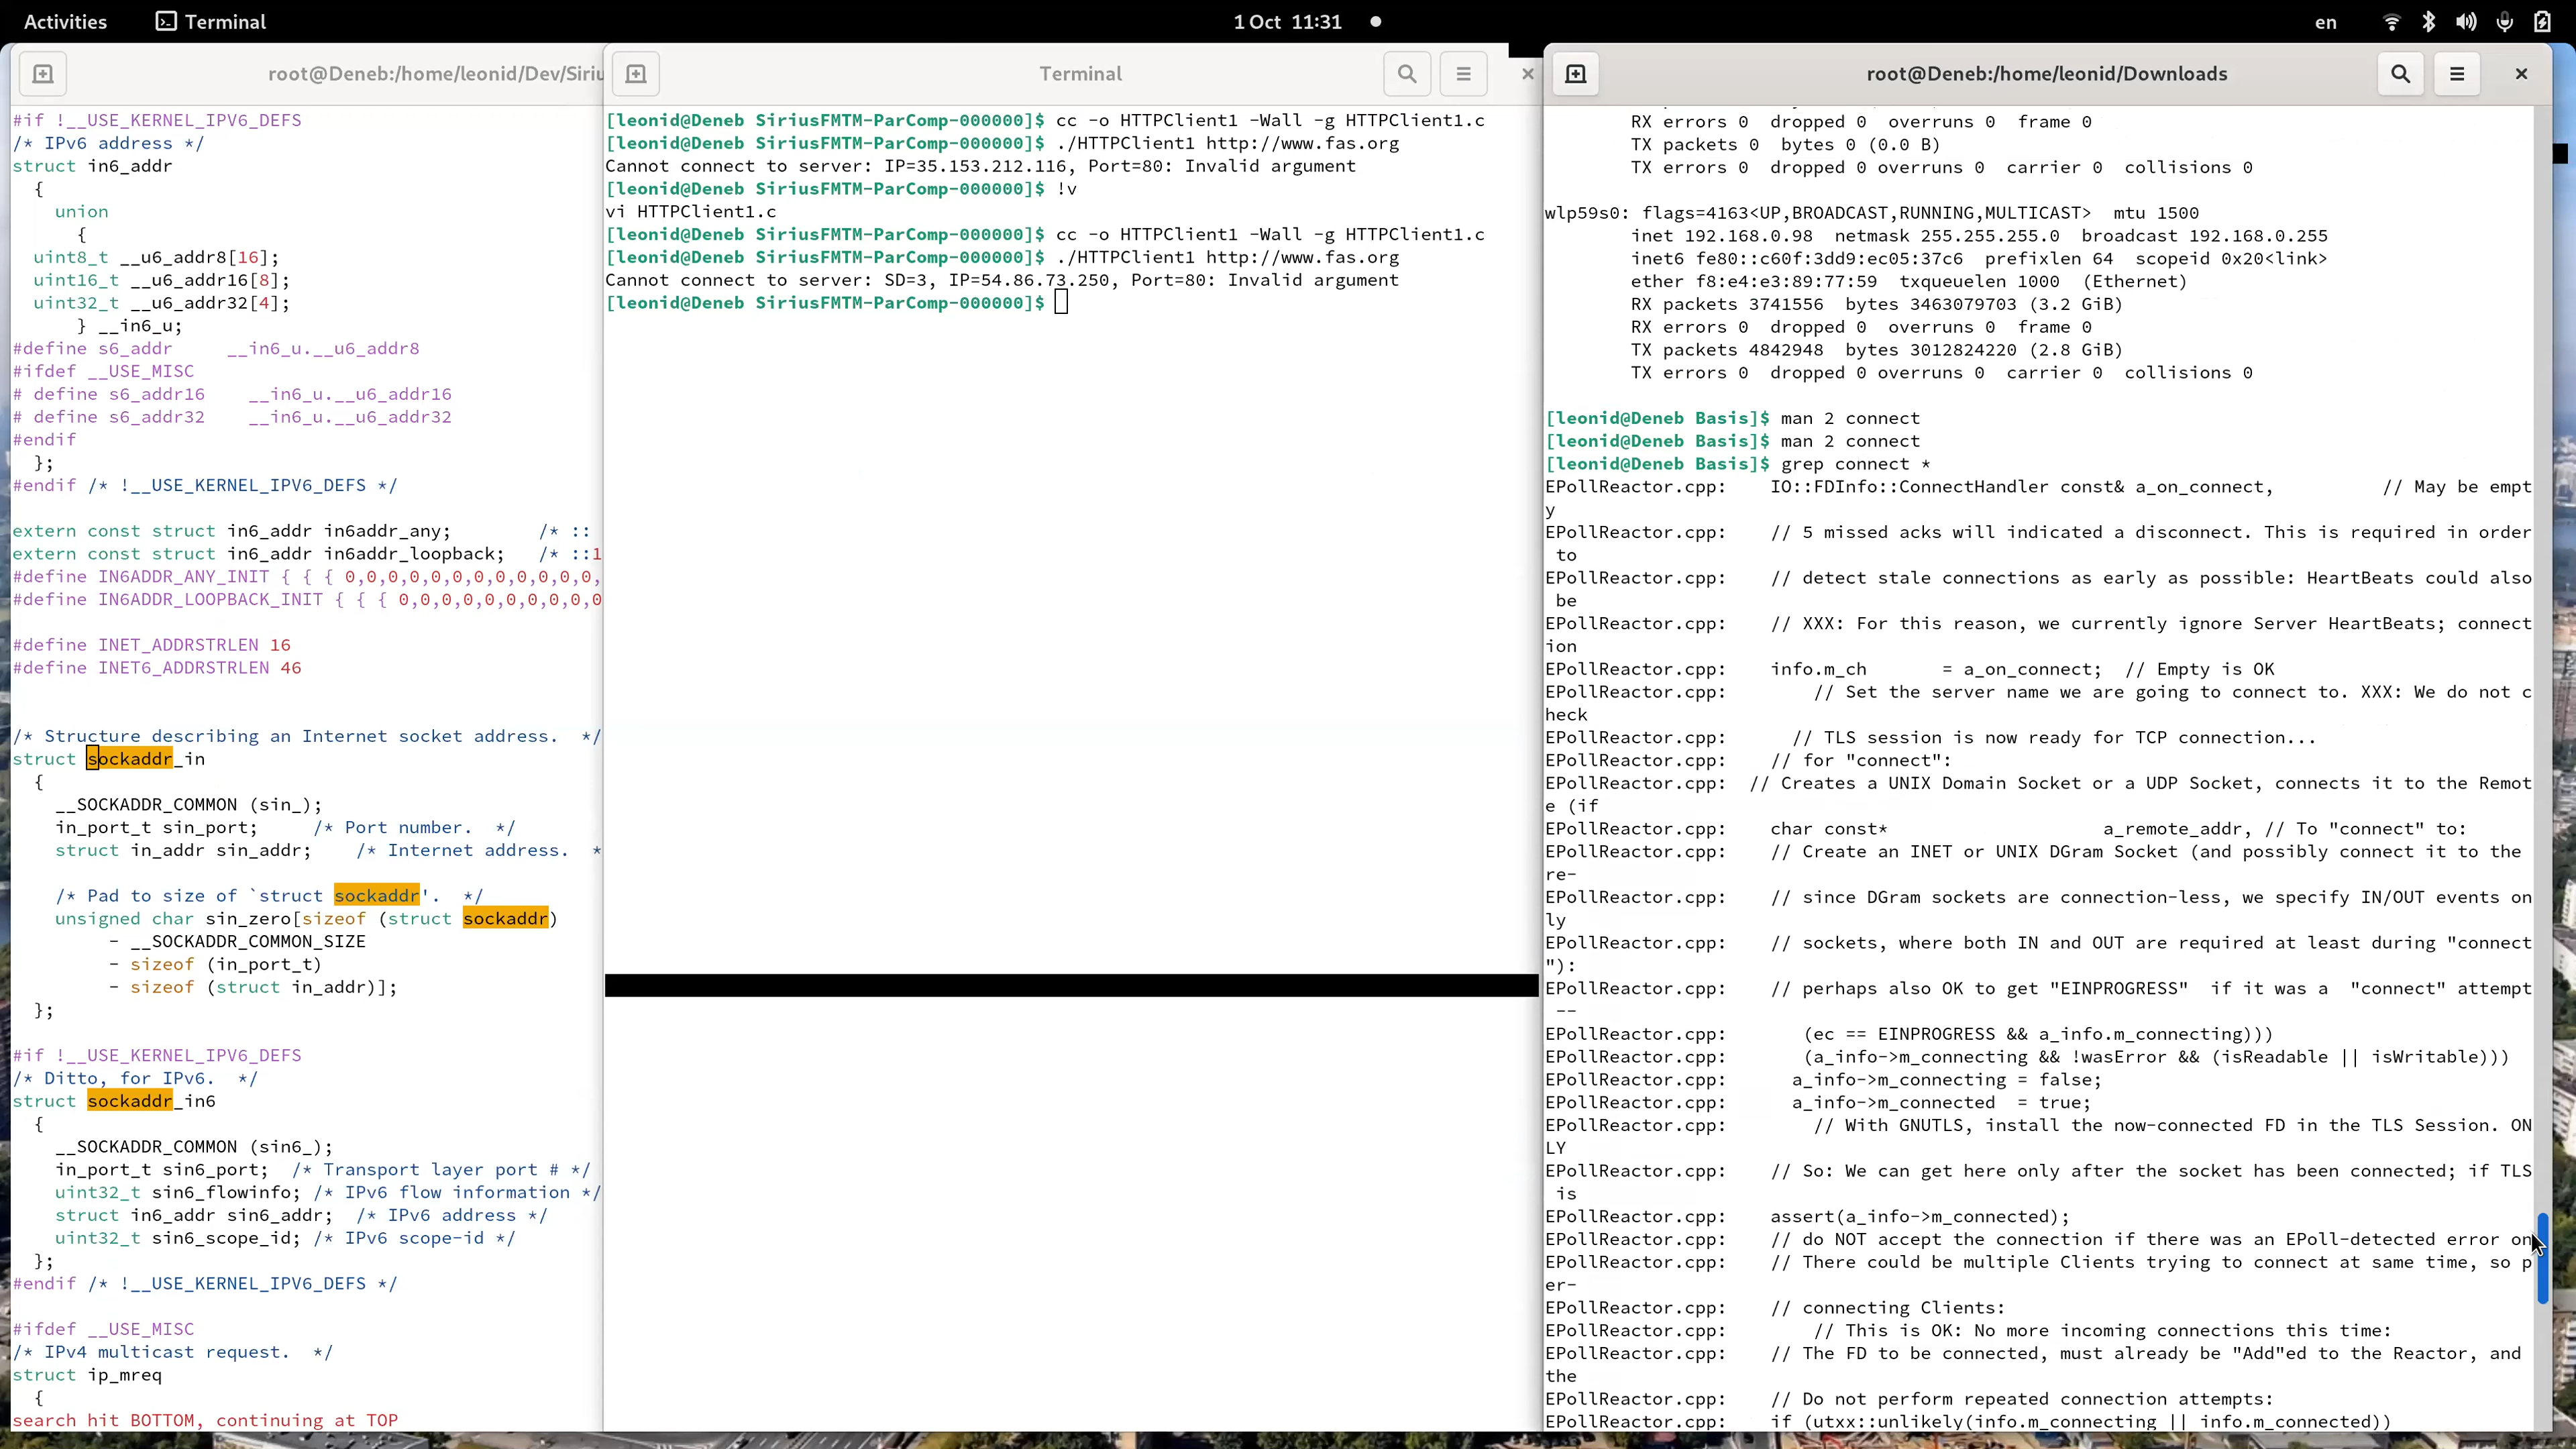 Activities Terminal 1 Oct 11:31 en
root@Deneb:/home/leonid/Dev/Siriu
#if !__USE_KERNEL_IPV6_DEFS
/* IPv6 address */
struct in6_addr
{
union
{
uint8_t __u6_addr8[16];
uint16_t __u6_addr16[8];
uint32_t __u6_addr32[4];
} __in6_u;
#define s6_addr __in6_u.__u6_addr8
#ifdef __USE_MISC
# define s6_addr16 __in6_u.__u6_addr16
# define s6_addr32 __in6_u.__u6_addr32
#endif
};
#endif /* !__USE_KERNEL_IPV6_DEFS */
extern const struct in6_addr in6addr_any; /* ::
extern const struct in6_addr in6addr_loopback; /* ::1
#define IN6ADDR_ANY_INIT { { { 0,0,0,0,0,0,0,0,0,0,0,
#define IN6ADDR_LOOPBACK_INIT { { { 0,0,0,0,0,0,0,0,0,0
#define INET_ADDRSTRLEN 16
#define INET6_ADDRSTRLEN 46
/* Structure describing an Internet socket address. */
struct sockaddr_in
{
__SOCKADDR_COMMON (sin_);
in_port_t sin_port; /* Port number. */
struct in_addr sin_addr; /* Internet address. *
/* Pad to size of `struct sockaddr'. */
unsigned char sin_zero[sizeof (struct sockaddr)
- __SOCKADDR_COMMON_SIZE
- sizeof (in_port_t)
- sizeof (struct in_addr)];
};
#if !__USE_KERNEL_IPV6_DEFS
/* Ditto, for IPv6. */
struct sockaddr_in6
{
__SOCKADDR_COMMON (sin6_);
in_port_t sin6_port; /* Transport layer port # */
uint32_t sin6_flowinfo; /* IPv6 flow information */
struct in6_addr sin6_addr; /* IPv6 address */
uint32_t sin6_scope_id; /* IPv6 scope-id */
};
#endif /* !__USE_KERNEL_IPV6_DEFS */
#ifdef __USE_MISC
/* IPv4 multicast request. */
struct ip_mreq
{
search hit BOTTOM, continuing at TOP
Terminal
[leonid@Deneb SiriusFMTM-ParComp-000000]$ cc -o HTTPClient1 -Wall -g HTTPClient1.c
[leonid@Deneb SiriusFMTM-ParComp-000000]$ ./HTTPClient1 http://www.fas.org
Cannot connect to server: IP=35.153.212.116, Port=80: Invalid argument
[leonid@Deneb SiriusFMTM-ParComp-000000]$ !v
vi HTTPClient1.c
[leonid@Deneb SiriusFMTM-ParComp-000000]$ cc -o HTTPClient1 -Wall -g HTTPClient1.c
[leonid@Deneb SiriusFMTM-ParComp-000000]$ ./HTTPClient1 http://www.fas.org
Cannot connect to server: SD=3, IP=54.86.73.250, Port=80: Invalid argument
[leonid@Deneb SiriusFMTM-ParComp-000000]$
root@Deneb:/home/leonid/Downloads
RX errors 0 dropped 0 overruns 0 frame 0
TX packets 0 bytes 0 (0.0 B)
TX errors 0 dropped 0 overruns 0 carrier 0 collisions 0
wlp59s0: flags=4163<UP,BROADCAST,RUNNING,MULTICAST> mtu 1500
inet 192.168.0.98 netmask 255.255.255.0 broadcast 192.168.0.255
inet6 fe80::c60f:3dd9:ec05:37c6 prefixlen 64 scopeid 0x20<link>
ether f8:e4:e3:89:77:59 txqueuelen 1000 (Ethernet)
RX packets 3741556 bytes 3463079703 (3.2 GiB)
RX errors 0 dropped 0 overruns 0 frame 0
TX packets 4842948 bytes 3012824220 (2.8 GiB)
TX errors 0 dropped 0 overruns 0 carrier 0 collisions 0
[leonid@Deneb Basis]$ man 2 connect
[leonid@Deneb Basis]$ man 2 connect
[leonid@Deneb Basis]$ grep connect *
EPollReactor.cpp: IO::FDInfo::ConnectHandler const& a_on_connect, // May be empt
y
EPollReactor.cpp: // 5 missed acks will indicated a disconnect. This is required in order
to
EPollReactor.cpp: // detect stale connections as early as possible: HeartBeats could also
be
EPollReactor.cpp: // XXX: For this reason, we currently ignore Server HeartBeats; connect
ion
EPollReactor.cpp: info.m_ch = a_on_connect; // Empty is OK
EPollReactor.cpp: // Set the server name we are going to connect to. XXX: We do not c
heck
EPollReactor.cpp: // TLS session is now ready for TCP connection...
EPollReactor.cpp: // for "connect":
EPollReactor.cpp: // Creates a UNIX Domain Socket or a UDP Socket, connects it to the Remot
e (if
EPollReactor.cpp: char const* a_remote_addr, // To "connect" to:
EPollReactor.cpp: // Create an INET or UNIX DGram Socket (and possibly connect it to the
re-
EPollReactor.cpp: // since DGram sockets are connection-less, we specify IN/OUT events on
ly
EPollReactor.cpp: // sockets, where both IN and OUT are required at least during "connect
"):
EPollReactor.cpp: // perhaps also OK to get "EINPROGRESS" if it was a "connect" attempt
--
EPollReactor.cpp: (ec == EINPROGRESS && a_info.m_connecting)))
EPollReactor.cpp: (a_info->m_connecting && !wasError && (isReadable || isWritable)))
EPollReactor.cpp: a_info->m_connecting = false;
EPollReactor.cpp: a_info->m_connected = true;
EPollReactor.cpp: // With GNUTLS, install the now-connected FD in the TLS Session. ON
LY
EPollReactor.cpp: // So: We can get here only after the socket has been connected; if TLS
is
EPollReactor.cpp: assert(a_info->m_connected);
EPollReactor.cpp: // do NOT accept the connection if there was an EPoll-detected error on
EPollReactor.cpp: // There could be multiple Clients trying to connect at same time, so p
er-
EPollReactor.cpp: // connecting Clients:
EPollReactor.cpp: // This is OK: No more incoming connections this time:
EPollReactor.cpp: // The FD to be connected, must already be "Add"ed to the Reactor, and
the
EPollReactor.cpp: // Do not perform repeated connection attempts:
EPollReactor.cpp: if (utxx::unlikely(info.m_connecting || info.m_connected))